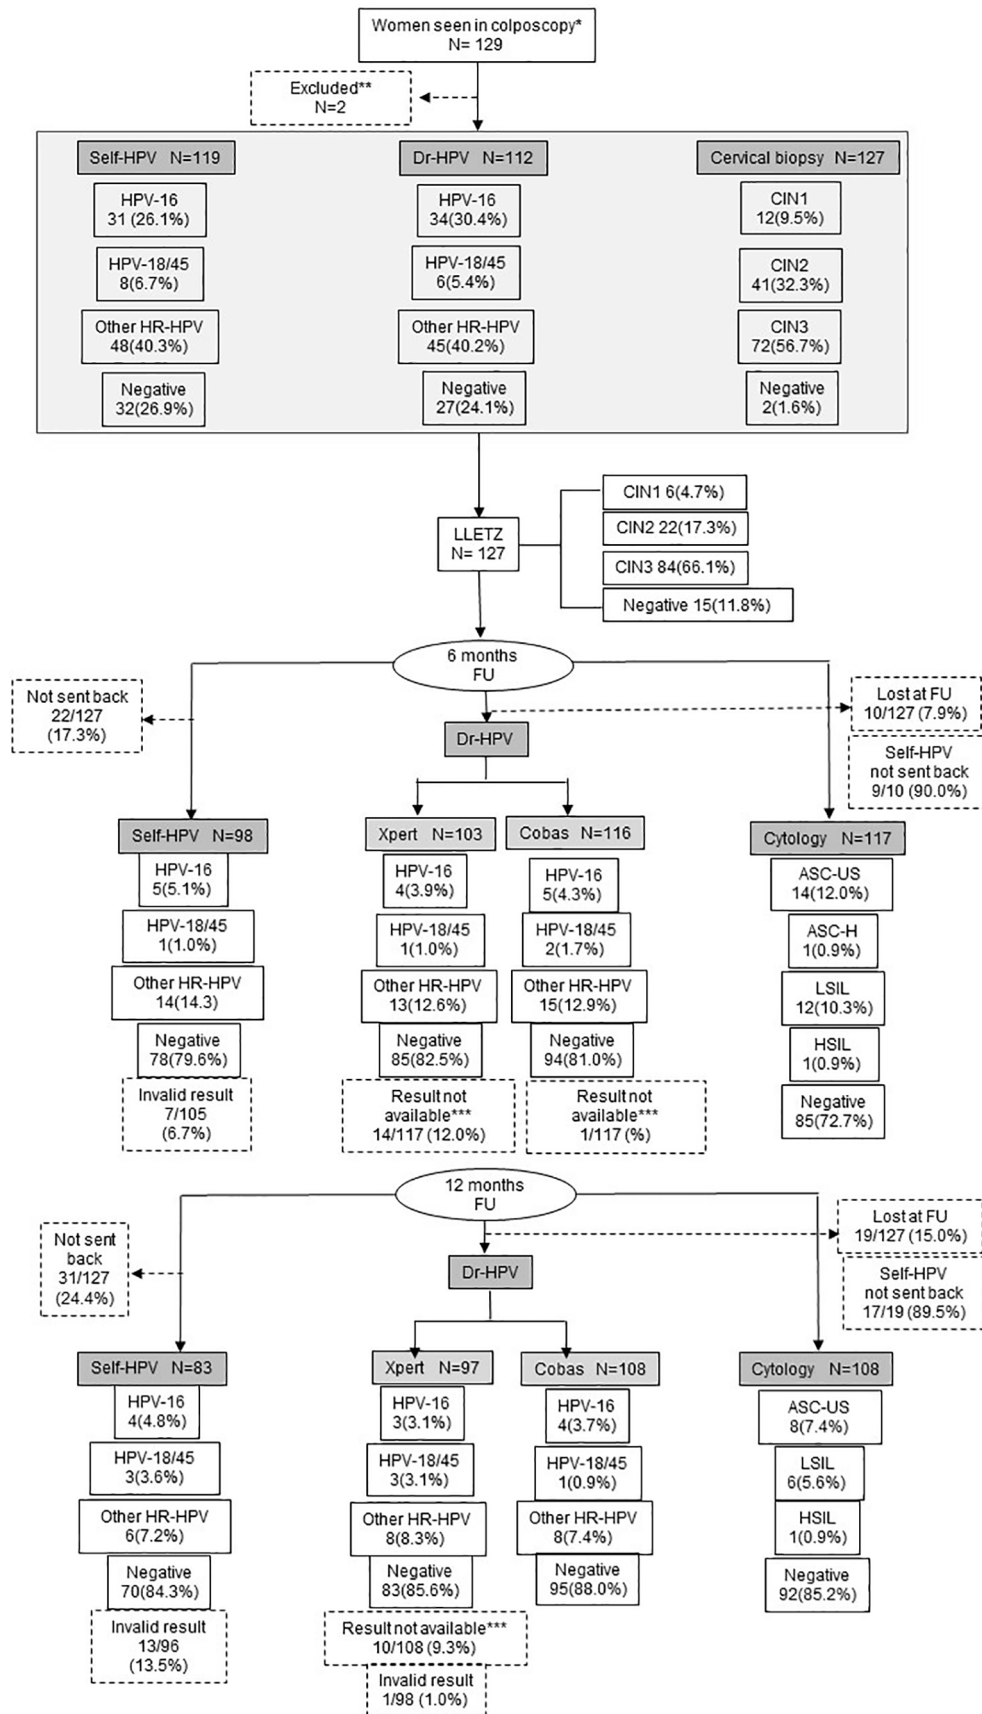 Women seen in colposcopy*
N= 129
Excluded**
N=2
Self-HPV N=119
HPV-16
31 (26.1%)
HPV-18/45
8(6.7%)
Other HR-HPV
48(40.3%)
Negative
32(26.9%)
Dr-HPV N=112
HPV-16
34(30.4%)
HPV-18/45
6(5.4%)
Other HR-HPV
45(40.2%)
Negative
27(24.1%)
Cervical biopsy N=127
CIN1
12(9.5%)
CIN2
41(32.3%)
CIN3
72(56.7%)
Negative
2(1.6%)
LLETZ
N= 127
CIN1 6(4.7%)
CIN2 22(17.3%)
CIN3 84(66.1%)
Negative 15(11.8%)
6 months
FU
Not sent back
22/127
(17.3%)
Dr-HPV
Lost at FU
10/127 (7.9%)
Self-HPV
not sent back
9/10 (90.0%)
Self-HPV N=98
HPV-16
5(5.1%)
HPV-18/45
1(1.0%)
Other HR-HPV
14(14.3)
Negative
78(79.6%)
Invalid result
7/105
(6.7%)
Xpert N=103
HPV-16
4(3.9%)
HPV-18/45
1(1.0%)
Other HR-HPV
13(12.6%)
Negative
85(82.5%)
Result not
available***
14/117 (12.0%)
Cobas N=116
HPV-16
5(4.3%)
HPV-18/45
2(1.7%)
Other HR-HPV
15(12.9%)
Negative
94(81.0%)
Result not
available***
1/117 (%)
Cytology N=117
ASC-US
14(12.0%)
ASC-H
1(0.9%)
LSIL
12(10.3%)
HSIL
1(0.9%)
Negative
85(72.7%)
12 months
FU
Not sent
back
31/127
(24.4%)
Dr-HPV
Lost at FU
19/127 (15.0%)
Self-HPV
not sent back
17/19 (89.5%)
Self-HPV N=83
HPV-16
4(4.8%)
HPV-18/45
3(3.6%)
Other HR-HPV
6(7.2%)
Negative
70(84.3%)
Invalid result
13/96
(13.5%)
Xpert N=97
HPV-16
3(3.1%)
HPV-18/45
3(3.1%)
Other HR-HPV
8(8.3%)
Negative
83(85.6%)
Result not available***
10/108 (9.3%)
Invalid result
1/98 (1.0%)
Cobas N=108
HPV-16
4(3.7%)
HPV-18/45
1(0.9%)
Other HR-HPV
8(7.4%)
Negative
95(88.0%)
Cytology N=108
ASC-US
8(7.4%)
LSIL
6(5.6%)
HSIL
1(0.9%)
Negative
92(85.2%)